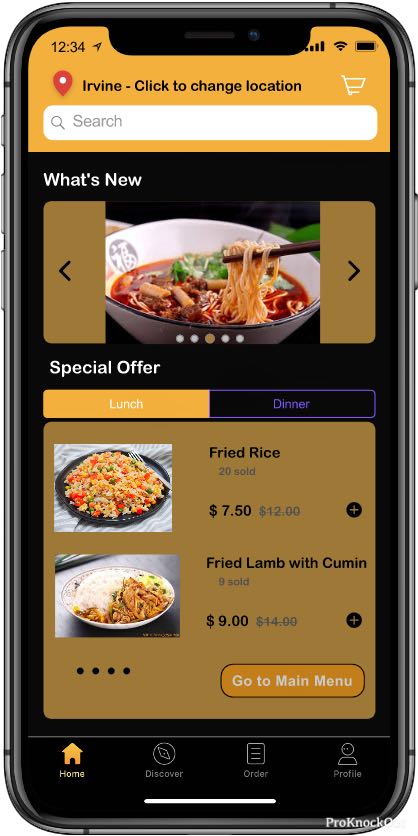 12:34
Irvine - Click to change location
Search
What's New
福
Special Offer
Lunch
Dinner
Fried Rice
20 sold
$ 7.50 $12.00
Fried Lamb with Cumin
9 sold
$ 9.00 $14.00
Go to Main Menu
Home
Discover
Order
Profile